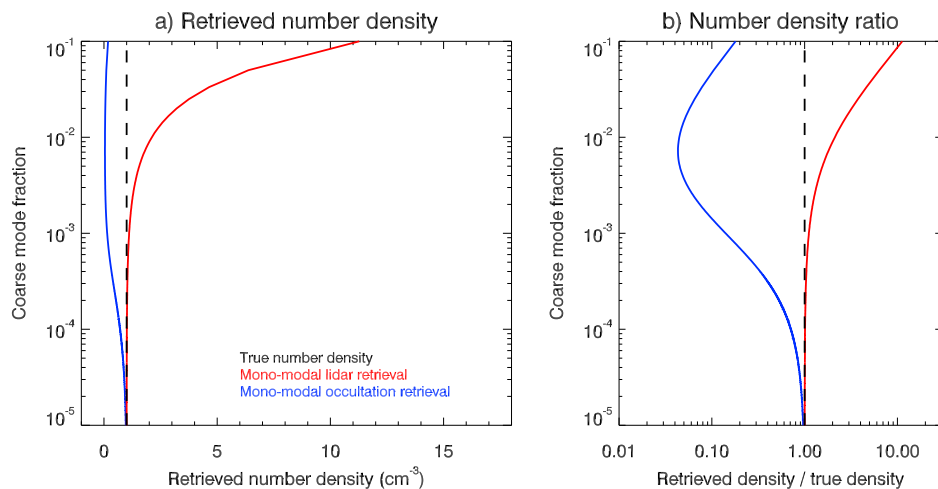 a) Retrieved number density
10⁻¹
10⁻²
10⁻³
10⁻⁴
10⁻⁵
Coarse mode fraction
True number density
Mono-modal lidar retrieval
Mono-modal occultation retrieval
0 5 10 15
Retrieved number density (cm⁻³)
b) Number density ratio
10⁻¹
10⁻²
10⁻³
10⁻⁴
10⁻⁵
Coarse mode fraction
0.01 0.10 1.00 10.00
Retrieved density / true density